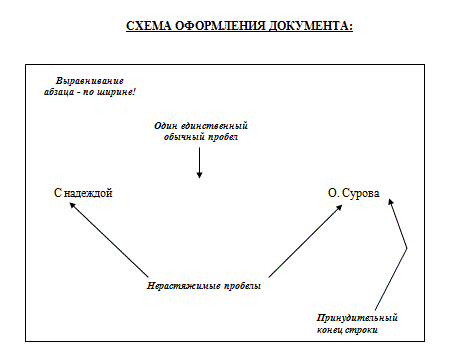 СХЕМА ОФОРМЛЕНИЯ ДОКУМЕНТА:
Выравнивание
абзаца - по ширине!
Один единственный
обычный пробел
С надеждой
О. Сурова
Нерастяжимые пробелы
Принудительный
конец строки